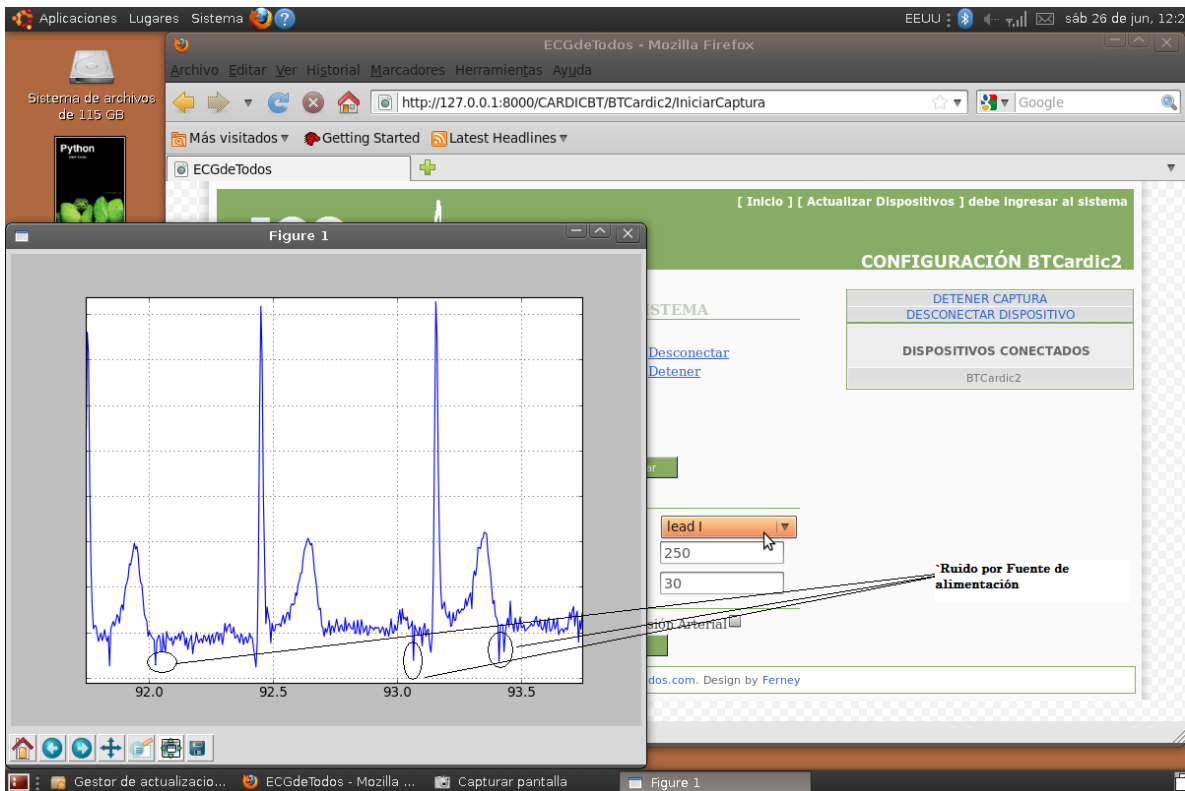 Aplicaciones Lugares Sistema
EEUU
sáb 26 de jun, 12:2
Sistema de archivos
de 115 GB
Python
ECGdeTodos - Mozilla Firefox
Archivo Editar Ver Historial Marcadores Herramientas Ayuda
http://127.0.0.1:8000/CARDICBT/BTCardic2/IniciarCaptura
Google
Más visitados Getting Started Latest Headlines
ECGdeTodos
[ Inicio ] [ Actualizar Dispositivos ] debe ingresar al sistema
CONFIGURACIÓN BTCardic2
ISTEMA
DETENER CAPTURA
DESCONECTAR DISPOSITIVO
Desconectar
Detener
DISPOSITIVOS CONECTADOS
BTCardic2
ar
lead I
250
30
sión Arterial
dos.com. Design by Ferney
Figure 1
92.0 92.5 93.0 93.5
`Ruido por Fuente de
alimentación
Gestor de actualizacio... ECGdeTodos - Mozilla ... Capturar pantalla Figure 1